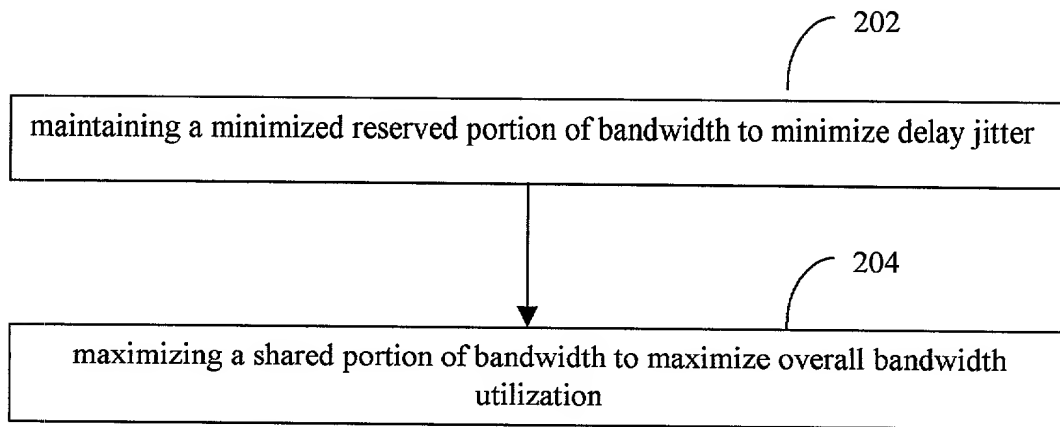 202
maintaining a minimized reserved portion of bandwidth to minimize delay jitter
204
maximizing a shared portion of bandwidth to maximize overall bandwidth
utilization